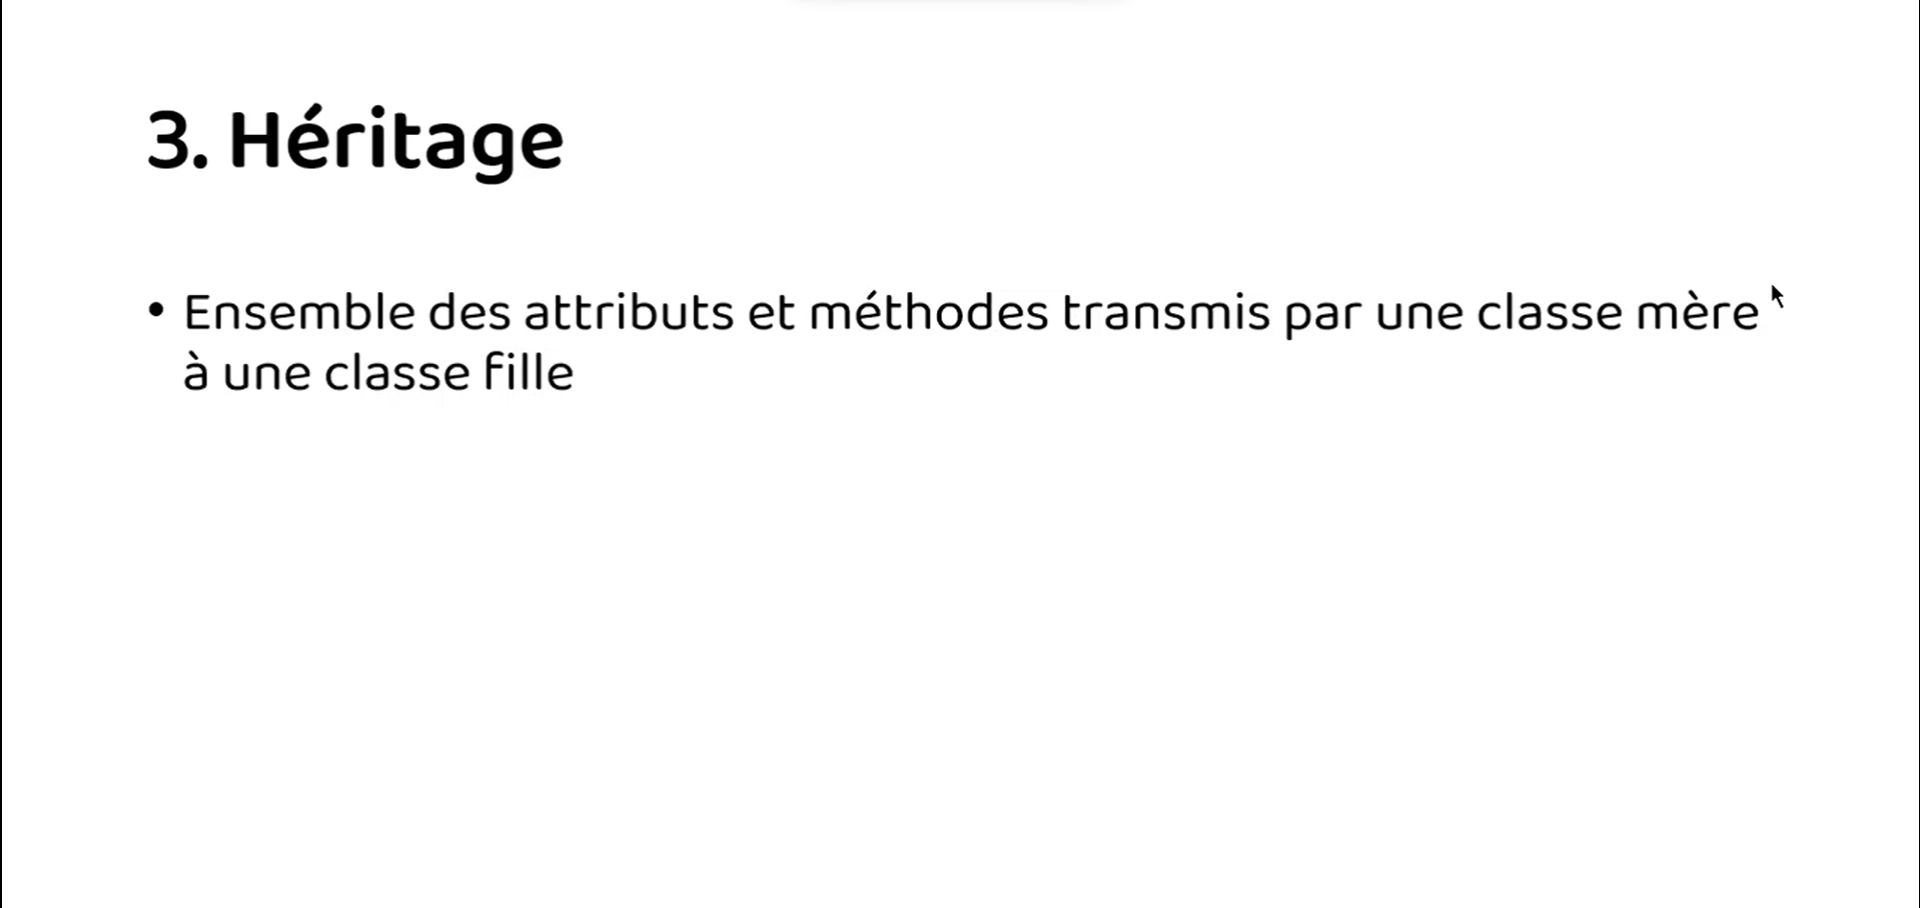 3. Héritage
• Ensemble des attributs et méthodes transmis par une classe mère
à une classe fille